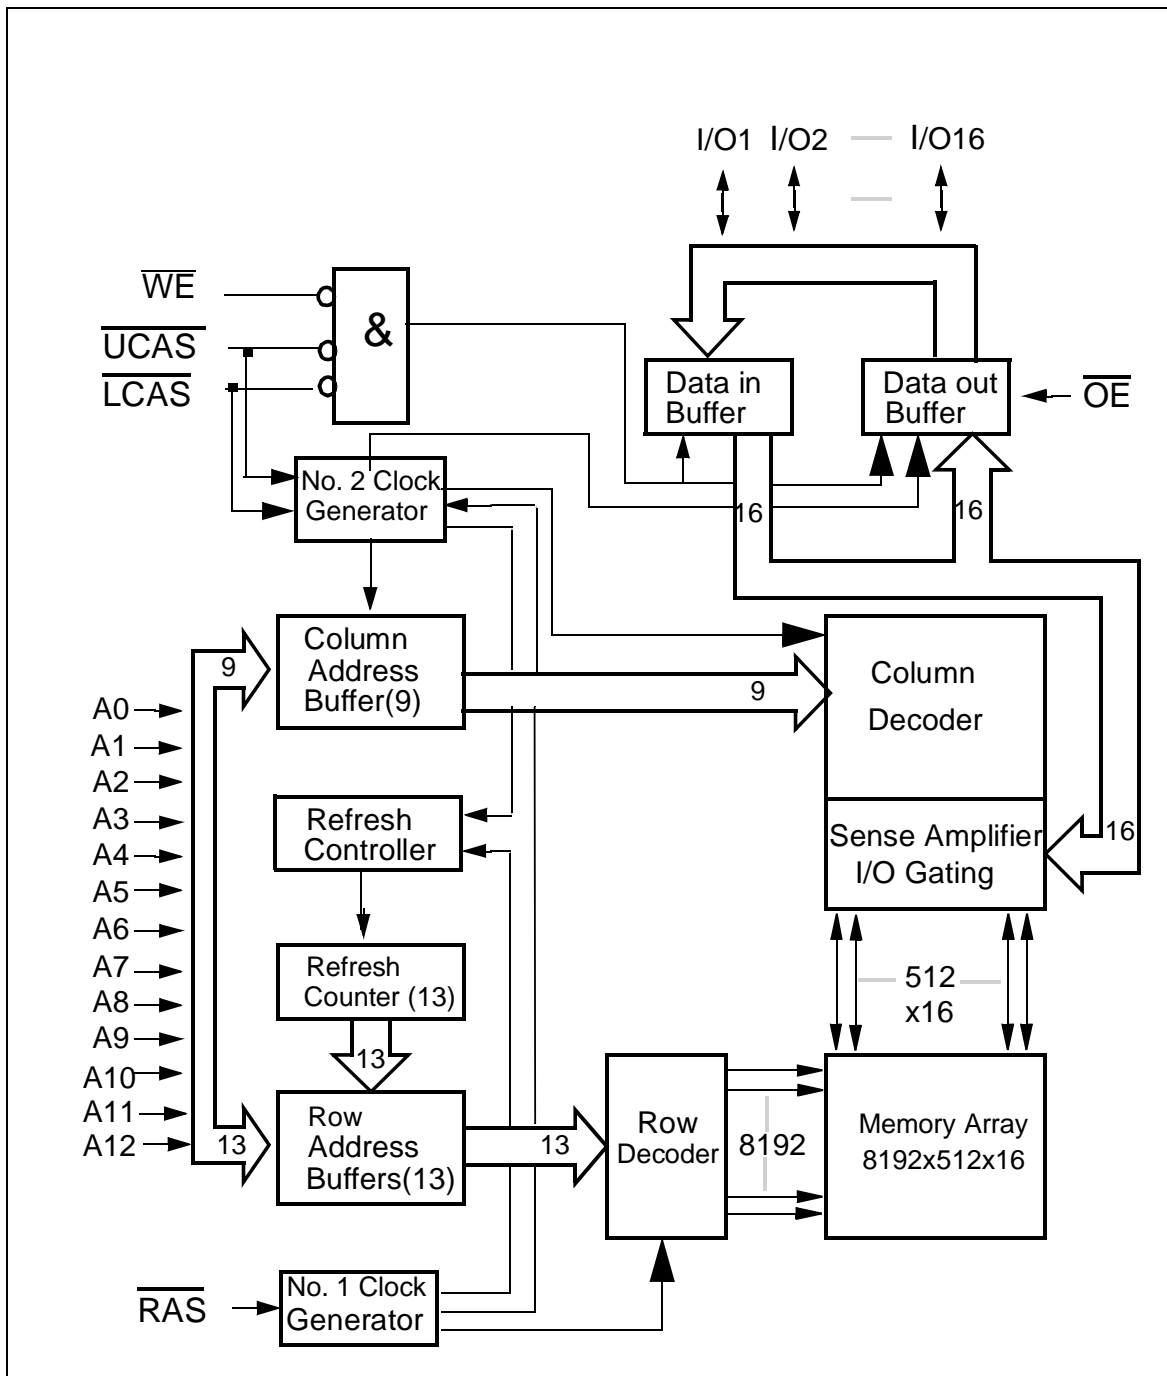 I/O1 I/O2 I/O16
WE
UCAS
LCAS
&
Data in
Buffer
Data out
Buffer
OE
No. 2 Clock
Generator
16
16
Column
Address
Buffer(9)
9
9
Column
Decoder
A0
A1
A2
A3
A4
A5
A6
A7
A8
A9
A10
A11
A12
Refresh
Controller
Sense Amplifier
I/O Gating
16
Refresh
Counter (13)
512
x16
13
Row
Address
Buffers(13)
13
13
Row
Decoder
8192
Memory Array
8192x512x16
RAS
No. 1 Clock
Generator